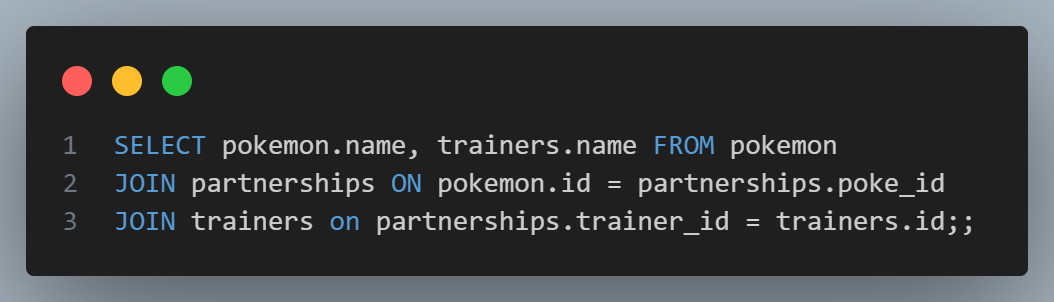 1 SELECT pokemon.name, trainers.name FROM pokemon
2 JOIN partnerships ON pokemon.id = partnerships.poke_id
3 JOIN trainers on partnerships.trainer_id = trainers.id;;